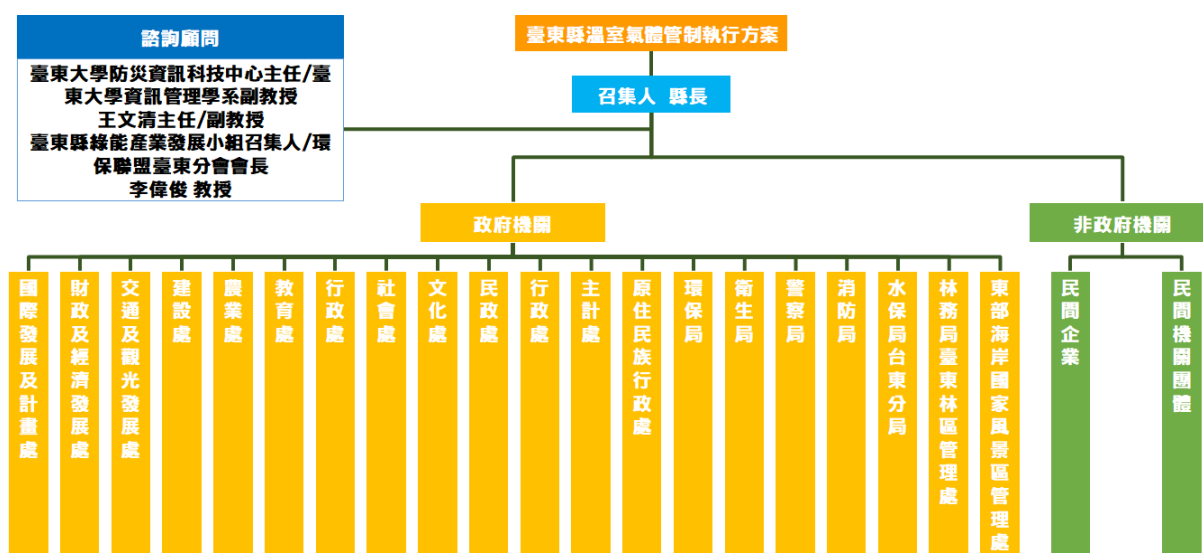 諮詢顧問
臺東大學防災資訊科技中心主任/臺
東大學資訊管理學系副教授
王文清主任/副教授
臺東縣綠能產業發展小組召集人/環
保聯盟臺東分會會長
李偉俊 教授
臺東縣溫室氣體管制執行方案
召集人 縣長
政府機關
非政府機關
國際發展及計畫處
財政及經濟發展處
交通及觀光發展處
建設處
農業處
教育處
行政處
社會處
文化處
民政處
行政處
主計處
原住民族行政處
環保局
衛生局
警察局
消防局
水保局台東分局
林務局臺東林區管理處
東部海岸國家風景區管理處
民間企業
民間機關團體